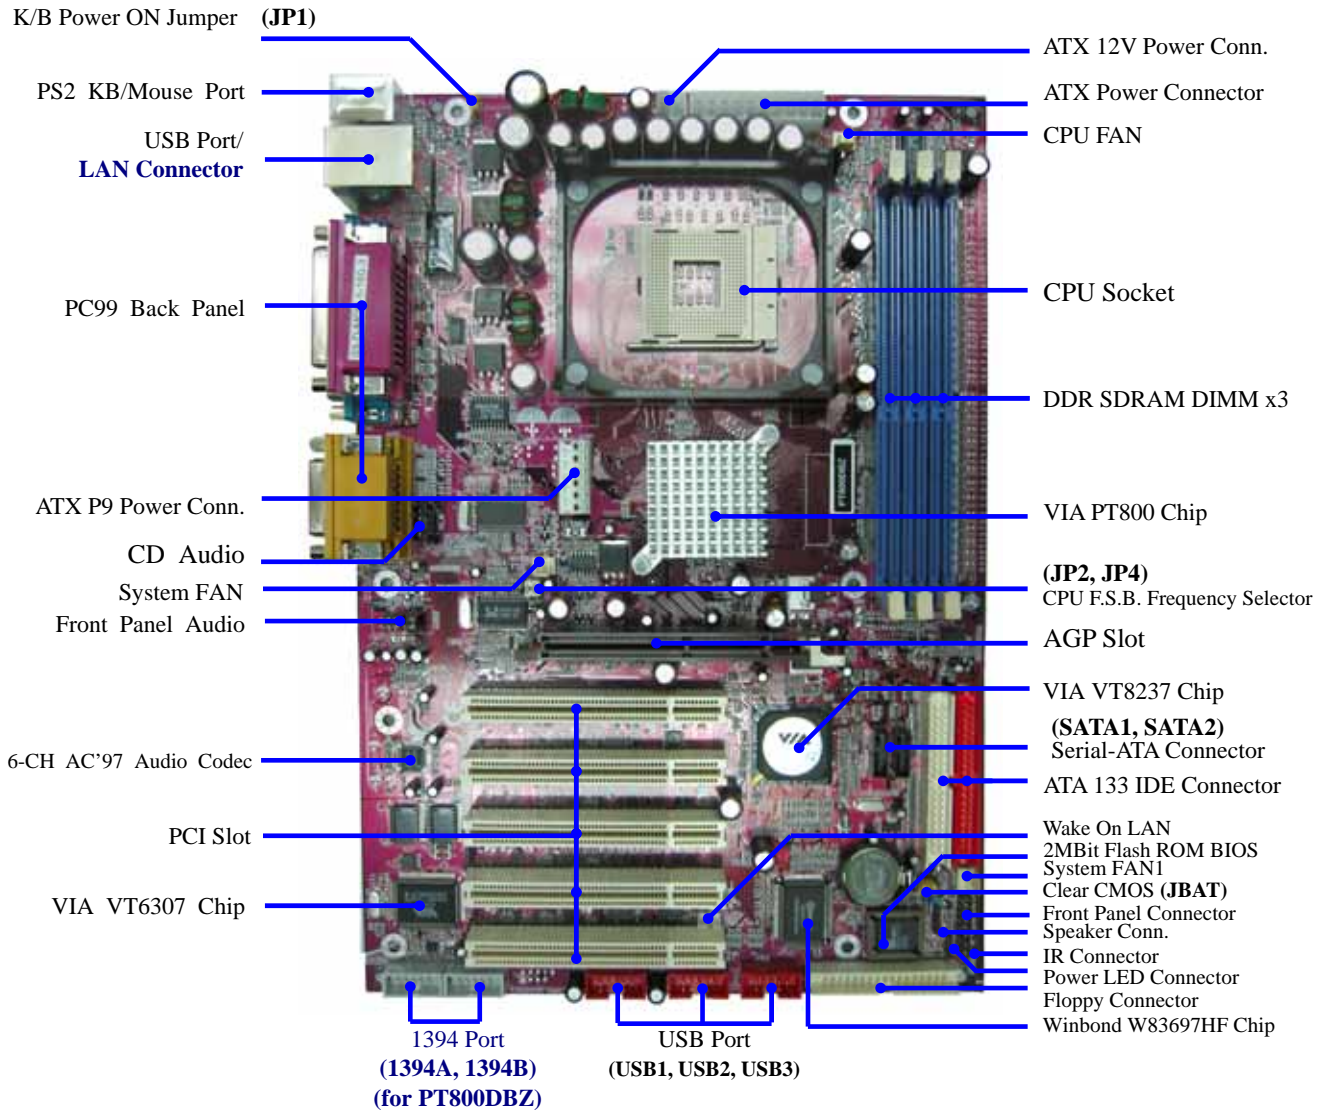 K/B Power ON Jumper (JP1)
PS2 KB/Mouse Port
USB Port/
LAN Connector
PC99 Back Panel
ATX P9 Power Conn.
CD Audio
System FAN
Front Panel Audio
6-CH AC’97 Audio Codec
PCI Slot
VIA VT6307 Chip
1394 Port
(1394A, 1394B)
(for PT800DBZ)
USB Port
(USB1, USB2, USB3)
ATX 12V Power Conn.
ATX Power Connector
CPU FAN
CPU Socket
DDR SDRAM DIMM x3
VIA PT800 Chip
(JP2, JP4)
CPU F.S.B. Frequency Selector
AGP Slot
VIA VT8237 Chip
(SATA1, SATA2)
Serial-ATA Connector
ATA 133 IDE Connector
Wake On LAN
2MBit Flash ROM BIOS
System FAN1
Clear CMOS (JBAT)
Front Panel Connector
Speaker Conn.
IR Connector
Power LED Connector
Floppy Connector
Winbond W83697HF Chip
VIA